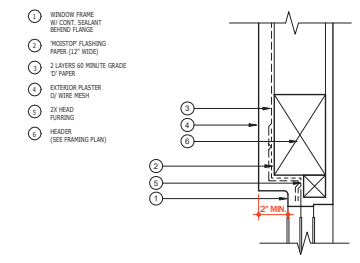 1 WINDOW FRAME
W/ CONT. SEALANT
BEHIND FLANGE
2 'MOISTOP' FLASHING
PAPER (12" WIDE)
3 2 LAYERS 60 MINUTE GRADE
'D' PAPER
4 EXTERIOR PLASTER
O/ WIRE MESH
5 2X HEAD
FURRING
6 HEADER
(SEE FRAMING PLAN)
3
4
6
2
5
1
2" MIN.